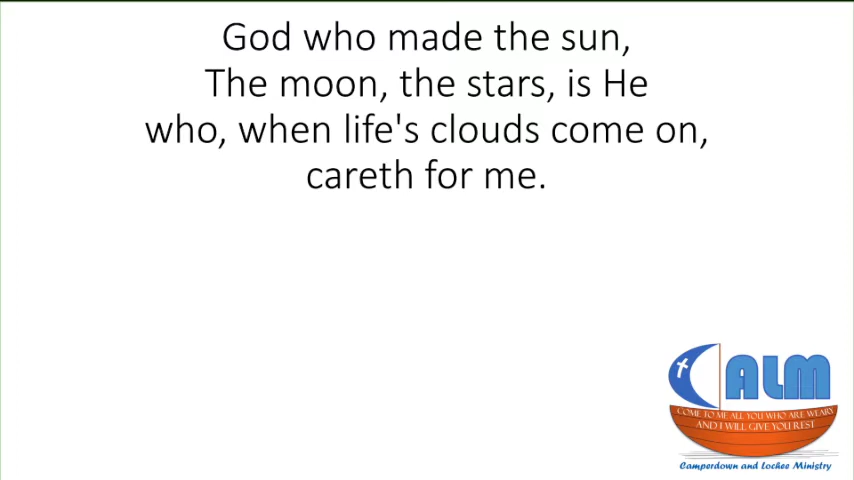 God who made the sun,
The moon, the stars, is He
who, when life's clouds come on,
careth for me.
CALM
COME TO ME ALL YOU WHO ARE WEARY
AND I WILL GIVE YOU REST
Camperdown and Lochee Ministry